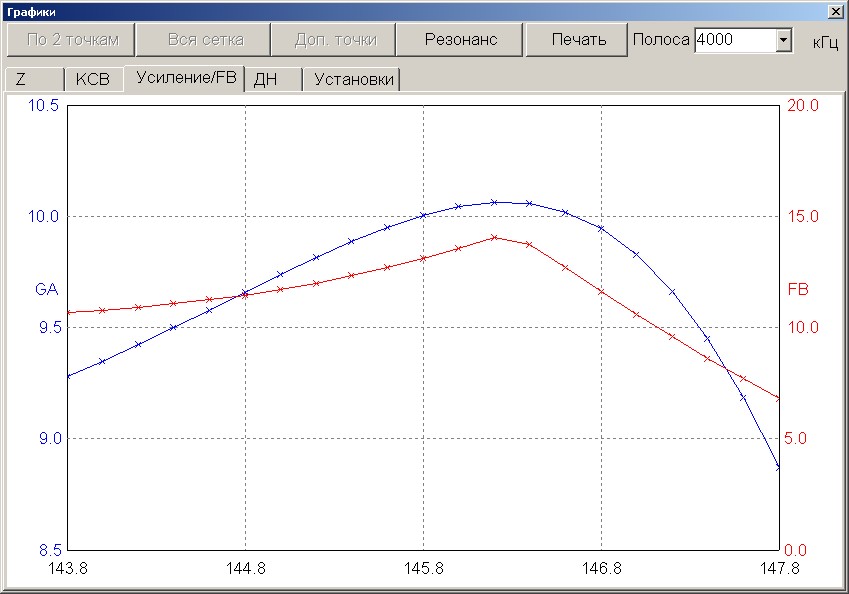 Графики
По 2 точкам Вся сетка Доп. точки Резонанс Печать Полоса 4000 кГц
Z КСВ Усиление/FB ДН Установки
10.5 20.0
10.0 15.0
GA FB
9.5 10.0
9.0 5.0
8.5 0.0
143.8 144.8 145.8 146.8 147.8